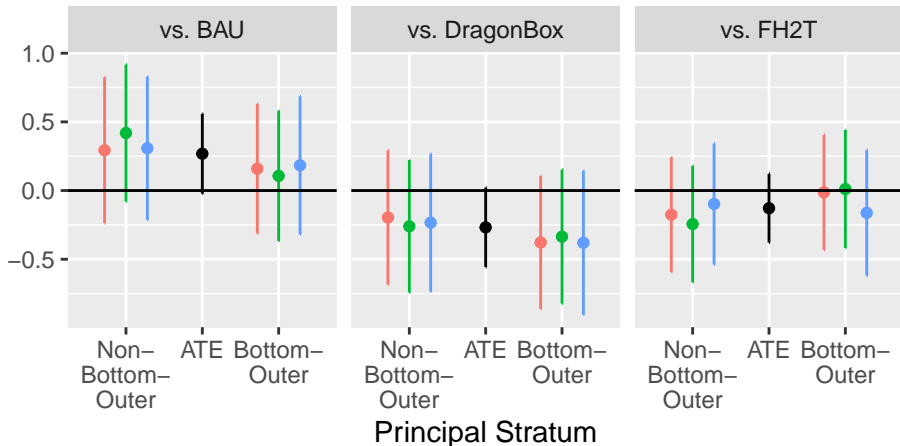 vs. BAU
vs. DragonBox
vs. FH2T
1.0
0.5
0.0
−0.5
Non−
Bottom−
Outer
ATE
Bottom−
Outer
Non−
Bottom−
Outer
ATE
Bottom−
Outer
Non−
Bottom−
Outer
ATE
Bottom−
Outer
Principal Stratum